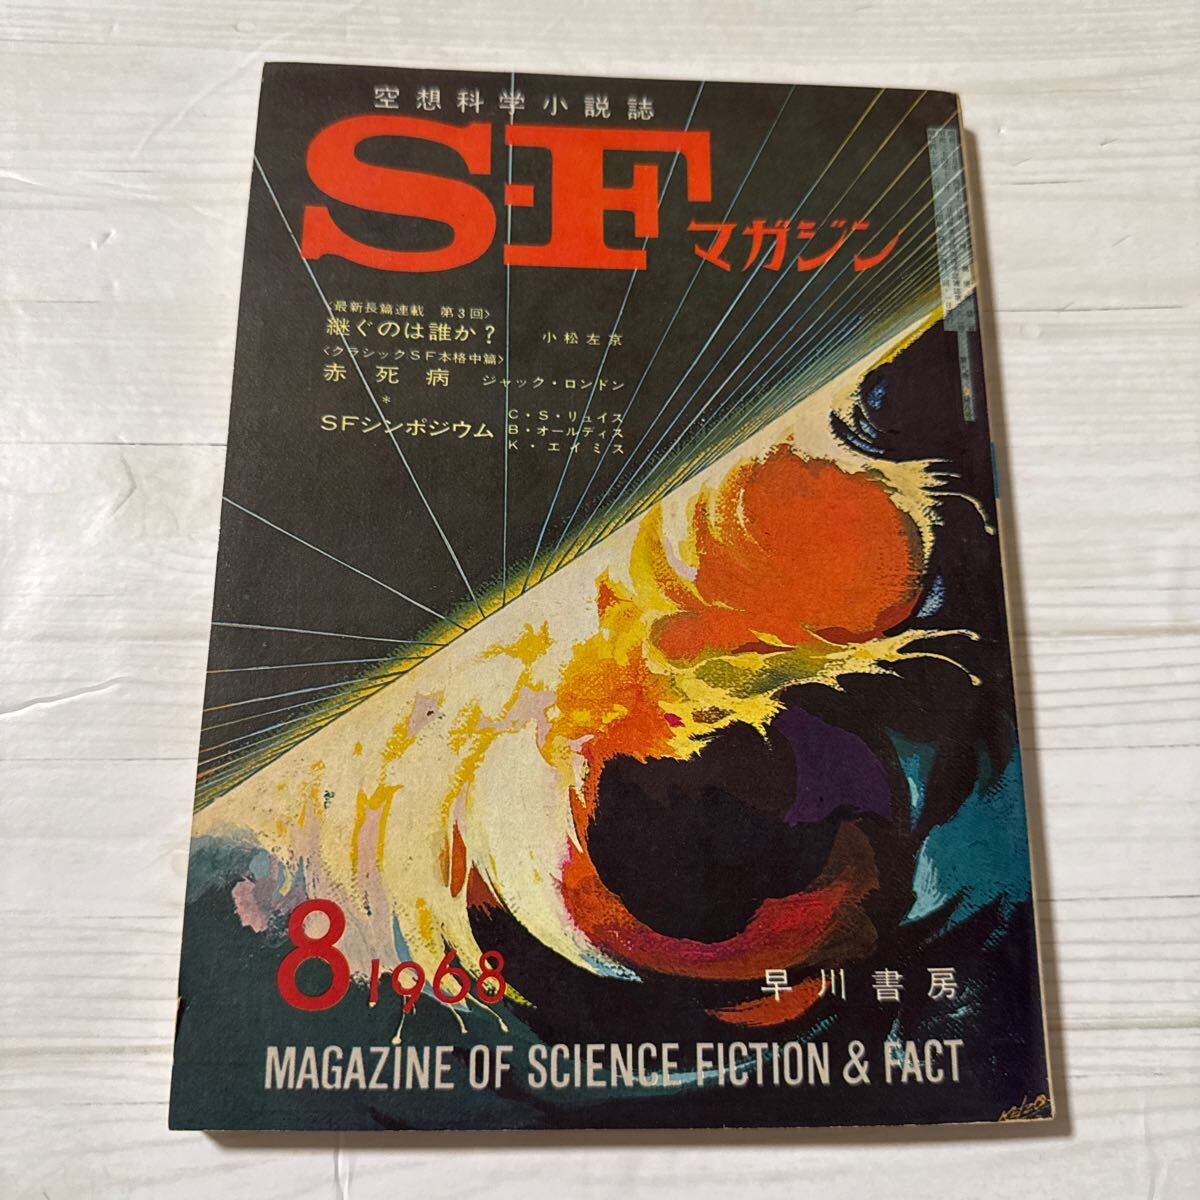 空想科学小説誌
S-Fマガジン
〈最新長篇連載 第3回〉
継ぐのは誰か? 小松左京
〈クラシックSF本格中篇〉
赤死病 ジャック・ロンドン
*
SFシンポジウム
C・S・リュイス
B・オールディス
K・エイミス
8 1968
早川書房
MAGAZINE OF SCIENCE FICTION & FACT